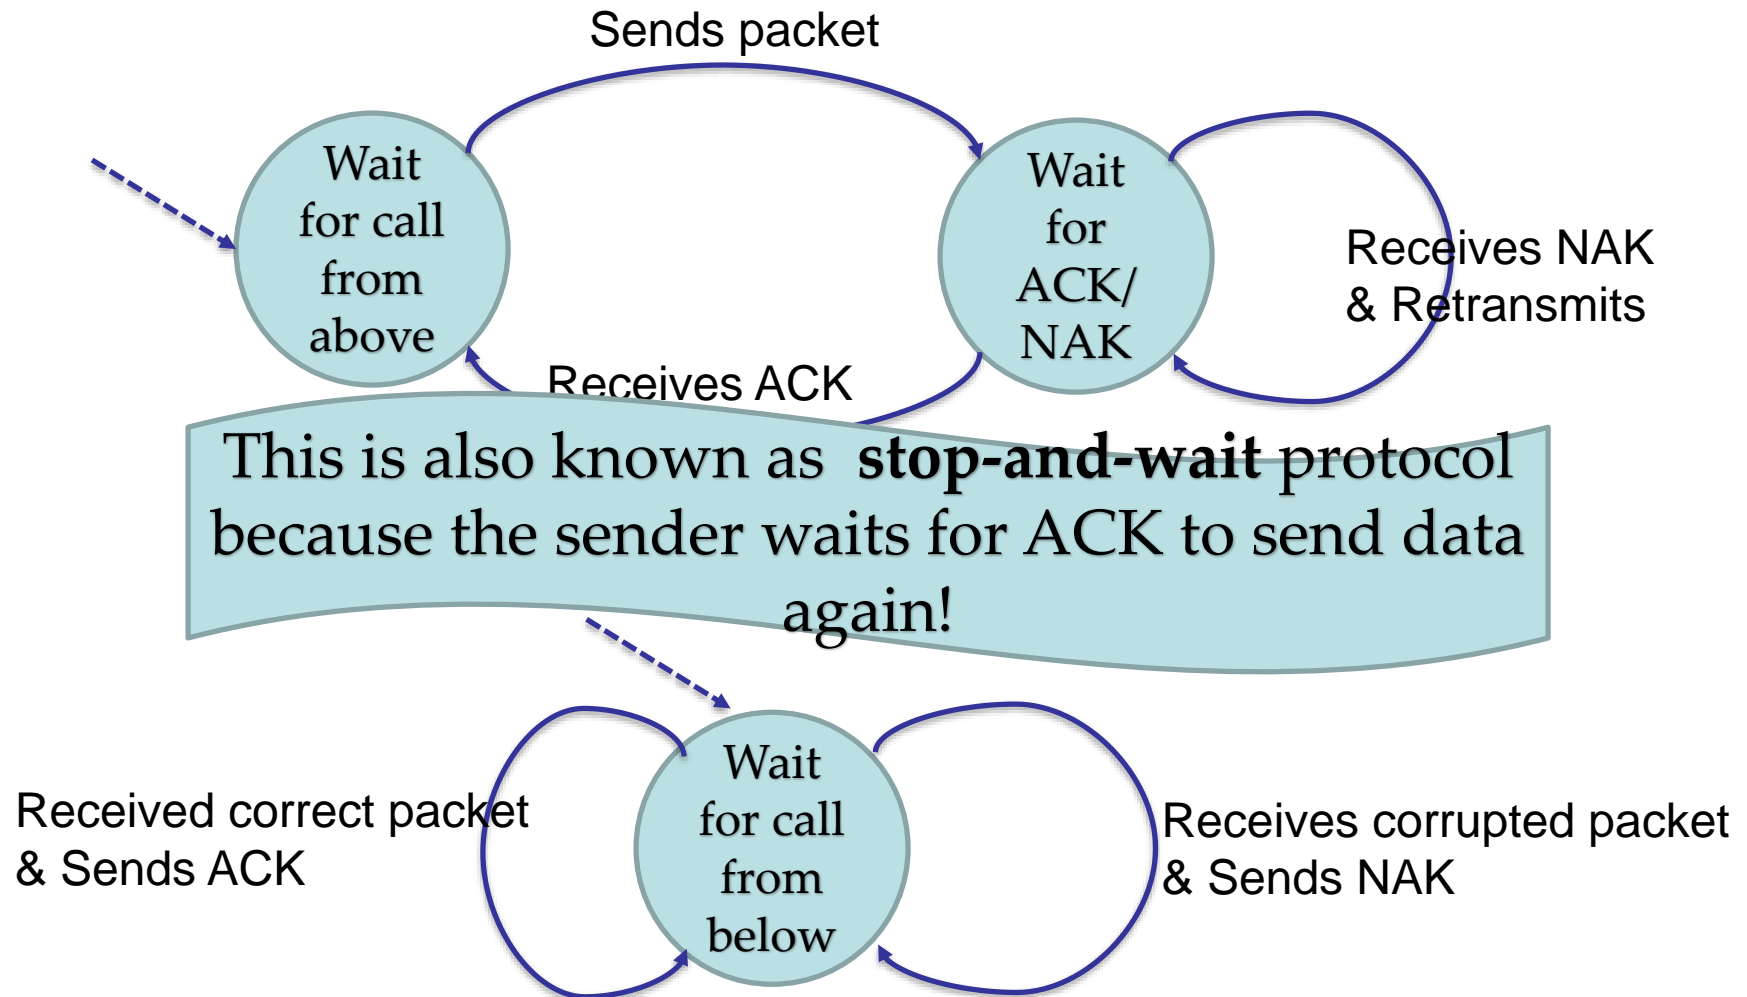 Sends packet
Wait
for call
from
above
Wait
for
ACK/
NAK
Receives NAK
& Retransmits
Receives ACK
This is also known as stop-and-wait protocol
because the sender waits for ACK to send data
again!
Wait
for call
from
below
Received correct packet
& Sends ACK
Receives corrupted packet
& Sends NAK